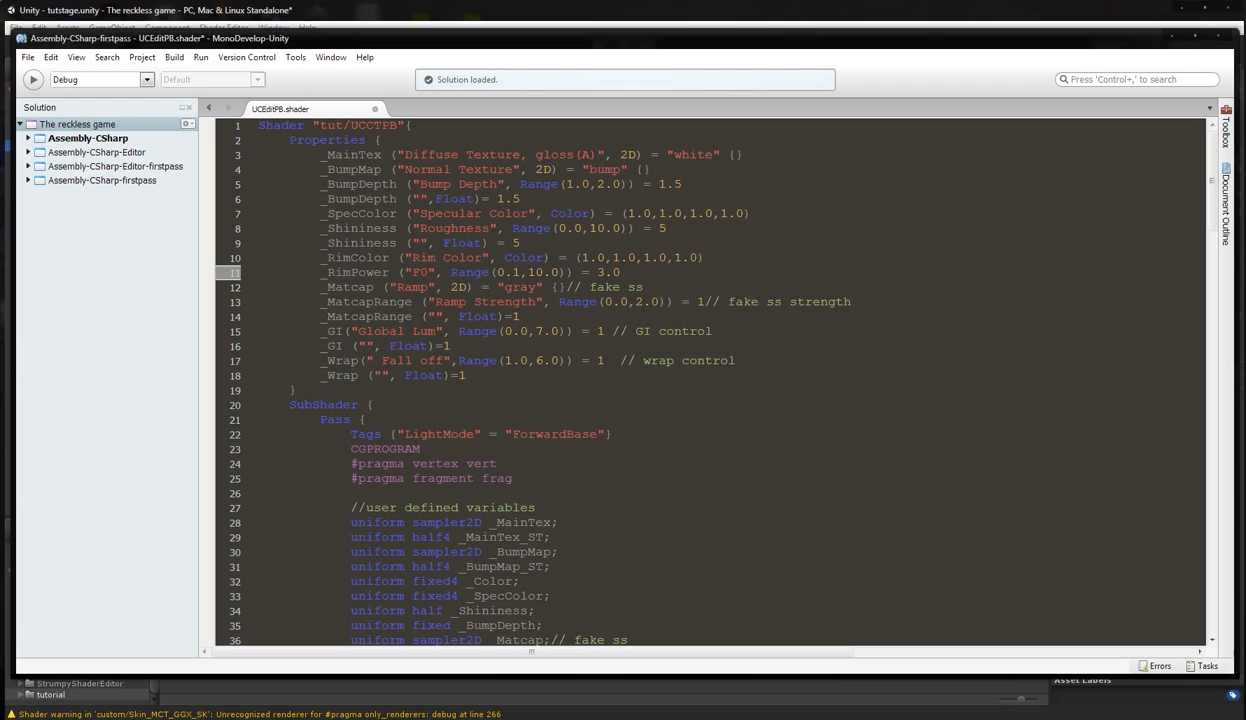 Unity - tutstage.unity - The reckless game - PC, Mac & Linux Standalone*
Assembly-CSharp-firstpass - UCEditPB.shader* - MonoDevelop-Unity
File Edit View Search Project Build Run Version Control Tools Window Help
Debug Default Solution loaded. Press 'Control+,' to search
Solution
The reckless game
Assembly-CSharp
Assembly-CSharp-Editor
Assembly-CSharp-Editor-firstpass
Assembly-CSharp-firstpass
UCEditPB.shader
1 Shader "tut/UCCTPB"{
2 Properties {
3 _MainTex ("Diffuse Texture, gloss(A)", 2D) = "white" {}
4 _BumpMap ("Normal Texture", 2D) = "bump" {}
5 _BumpDepth ("Bump Depth", Range(1.0,2.0)) = 1.5
6 _BumpDepth ("",Float)= 1.5
7 _SpecColor ("Specular Color", Color) = (1.0,1.0,1.0,1.0)
8 _Shininess ("Roughness", Range(0.0,10.0)) = 5
9 _Shininess ("", Float) = 5
10 _RimColor ("Rim Color", Color) = (1.0,1.0,1.0,1.0)
11 _RimPower ("F0", Range(0.1,10.0)) = 3.0
12 _Matcap ("Ramp", 2D) = "gray" {}// fake ss
13 _MatcapRange ("Ramp Strength", Range(0.0,2.0)) = 1// fake ss strength
14 _MatcapRange ("", Float)=1
15 _GI("Global Lum", Range(0.0,7.0)) = 1 // GI control
16 _GI ("", Float)=1
17 _Wrap(" Fall off",Range(1.0,6.0)) = 1 // wrap control
18 _Wrap ("", Float)=1
19 }
20 SubShader {
21 Pass {
22 Tags {"LightMode" = "ForwardBase"}
23 CGPROGRAM
24 #pragma vertex vert
25 #pragma fragment frag
26
27 //user defined variables
28 uniform sampler2D _MainTex;
29 uniform half4 _MainTex_ST;
30 uniform sampler2D _BumpMap;
31 uniform half4 _BumpMap_ST;
32 uniform fixed4 _Color;
33 uniform fixed4 _SpecColor;
34 uniform half _Shininess;
35 uniform fixed _BumpDepth;
36 uniform sampler2D _Matcap;// fake ss
Toolbox
Document Outline
Errors Tasks
StrumpyShaderEditor
tutorial
Asset Labels
Shader warning in 'custom/Skin_MCT_GGX_SK': Unrecognized renderer for #pragma only_renderers: debug at line 266